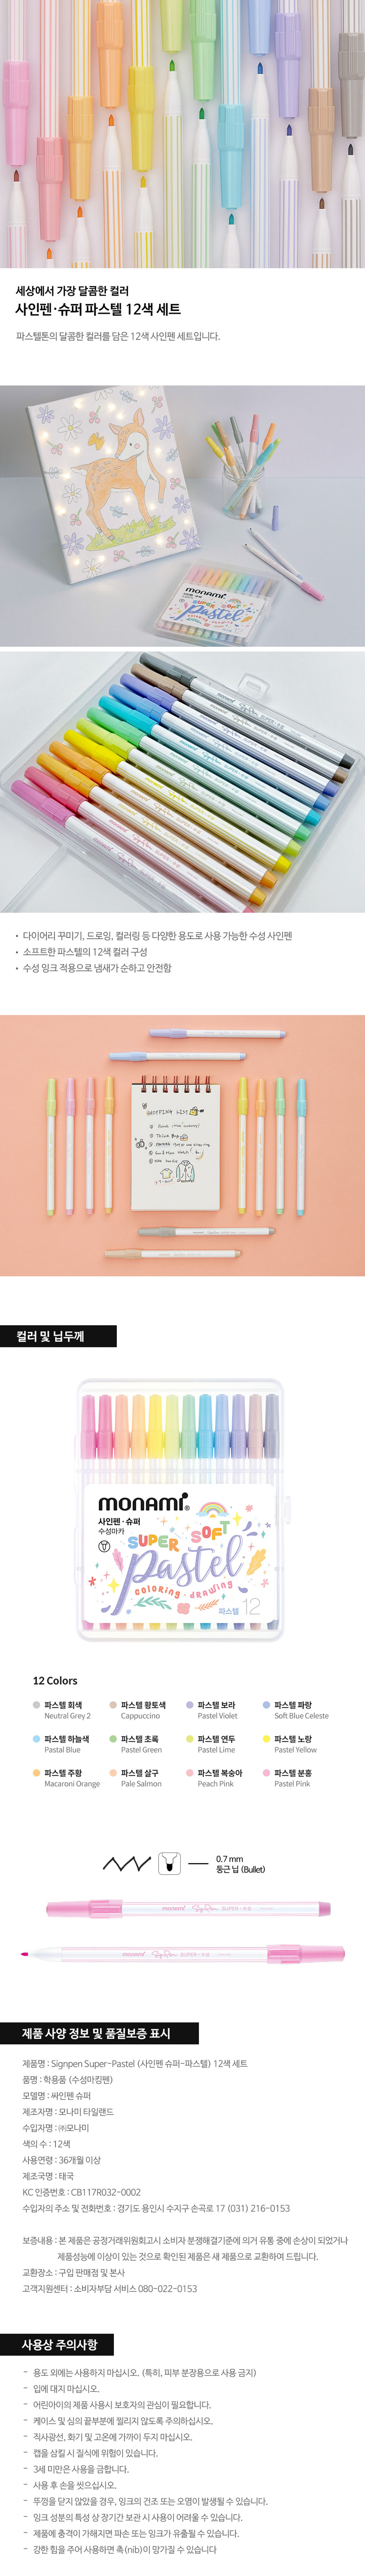 세상에서 가장 달콤한 컬러
사인펜·슈퍼 파스텔 12색 세트
파스텔톤의 달콤한 컬러를 담은 12색 사인펜 세트입니다.
monami
SUPER SOFT
Pastel
• 다이어리 꾸미기, 드로잉, 컬러링 등 다양한 용도로 사용 가능한 수성 사인펜
• 소프트한 파스텔의 12색 컬러 구성
• 수성 잉크 적용으로 냄새가 순하고 안전함
SHOPPING LIST
컬러 및 닙두께
monami®
사인펜·슈퍼
수성마카
SUPER SOFT
Pastel
coloring·drawing
파스텔 12
12 Colors
파스텔 회색 파스텔 황토색 파스텔 보라 파스텔 파랑
Neutral Grey 2 Cappuccino Pastel Violet Soft Blue Celeste
파스텔 하늘색 파스텔 초록 파스텔 연두 파스텔 노랑
Pastal Blue Pastel Green Pastel Lime Pastel Yellow
파스텔 주황 파스텔 살구 파스텔 복숭아 파스텔 분홍
Macaroni Orange Pale Salmon Peach Pink Pastel Pink
0.7 mm
둥근 닙 (Bullet)
monami Sign Pen SUPER·수성
monami Sign Pen SUPER·수성
제품 사양 정보 및 품질보증 표시
제품명 : Signpen Super-Pastel (사인펜 슈퍼-파스텔) 12색 세트
품명 : 학용품 (수성마킹펜)
모델명 : 싸인펜 슈퍼
제조자명 : 모나미 타일랜드
수입자명 : ㈜모나미
색의 수 : 12색
사용연령 : 36개월 이상
제조국명 : 태국
KC 인증번호 : CB117R032-0002
수입자의 주소 및 전화번호 : 경기도 용인시 수지구 손곡로 17 (031) 216-0153
보증내용 : 본 제품은 공정거래위원회고시 소비자 분쟁해결기준에 의거 유통 중에 손상이 되었거나
제품성능에 이상이 있는 것으로 확인된 제품은 새 제품으로 교환하여 드립니다.
교환장소 : 구입 판매점 및 본사
고객지원센터 : 소비자부담 서비스 080-022-0153
사용상 주의사항
- 용도 외에는 사용하지 마십시오. (특히, 피부 분장용으로 사용 금지)
- 입에 대지 마십시오.
- 어린아이의 제품 사용시 보호자의 관심이 필요합니다.
- 케이스 및 심의 끝부분에 찔리지 않도록 주의하십시오.
- 직사광선, 화기 및 고온에 가까이 두지 마십시오.
- 캡을 삼킬 시 질식에 위험이 있습니다.
- 3세 미만은 사용을 금합니다.
- 사용 후 손을 씻으십시오.
- 뚜껑을 닫지 않았을 경우, 잉크의 건조 또는 오염이 발생될 수 있습니다.
- 잉크 성분의 특성 상 장기간 보관 시 사용이 어려울 수 있습니다.
- 제품에 충격이 가해지면 파손 또는 잉크가 유출될 수 있습니다.
- 강한 힘을 주어 사용하면 촉(nib)이 망가질 수 있습니다